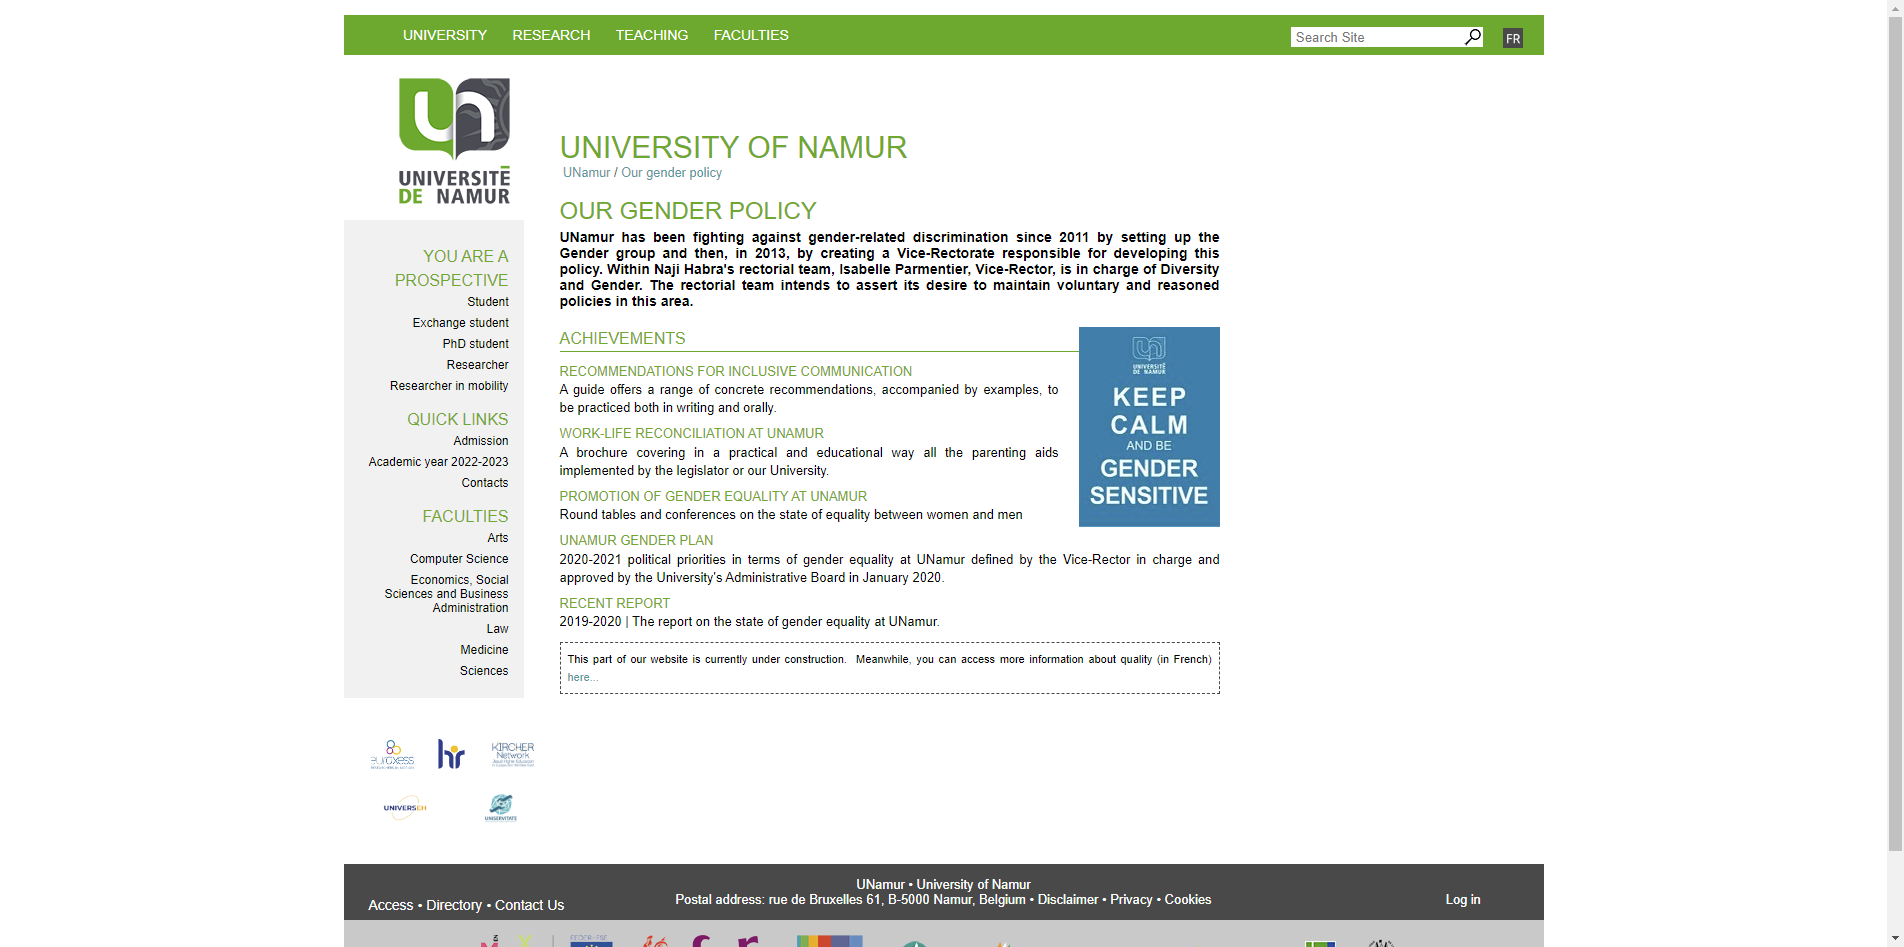 UNIVERSITY RESEARCH TEACHING FACULTIES
Search Site
FR
UNIVERSITÉ
DE NAMUR
UNIVERSITY OF NAMUR
UNamur / Our gender policy
YOU ARE A
PROSPECTIVE
Student
Exchange student
PhD student
Researcher
Researcher in mobility
QUICK LINKS
Admission
Academic year 2022-2023
Contacts
FACULTIES
Arts
Computer Science
Economics, Social
Sciences and Business
Administration
Law
Medicine
Sciences
OUR GENDER POLICY
UNamur has been fighting against gender-related discrimination since 2011 by setting up the
Gender group and then, in 2013, by creating a Vice-Rectorate responsible for developing this
policy. Within Naji Habra's rectorial team, Isabelle Parmentier, Vice-Rector, is in charge of Diversity
and Gender. The rectorial team intends to assert its desire to maintain voluntary and reasoned
policies in this area.
ACHIEVEMENTS
RECOMMENDATIONS FOR INCLUSIVE COMMUNICATION
A guide offers a range of concrete recommendations, accompanied by examples, to
be practiced both in writing and orally.
WORK-LIFE RECONCILIATION AT UNAMUR
A brochure covering in a practical and educational way all the parenting aids
implemented by the legislator or our University.
PROMOTION OF GENDER EQUALITY AT UNAMUR
Round tables and conferences on the state of equality between women and men
UNAMUR GENDER PLAN
2020-2021 political priorities in terms of gender equality at UNamur defined by the Vice-Rector in charge and
approved by the University's Administrative Board in January 2020.
RECENT REPORT
2019-2020 | The report on the state of gender equality at UNamur.
This part of our website is currently under construction. Meanwhile, you can access more information about quality (in French)
here...
UNIVERSITÉ
DE NAMUR
KEEP
CALM
AND BE
GENDER
SENSITIVE
euraxess
hr
KIRCHER
Network
UNIVERSEH
UNISERVITATE
UNamur • University of Namur
Postal address: rue de Bruxelles 61, B-5000 Namur, Belgium • Disclaimer • Privacy • Cookies
Access • Directory • Contact Us
Log in